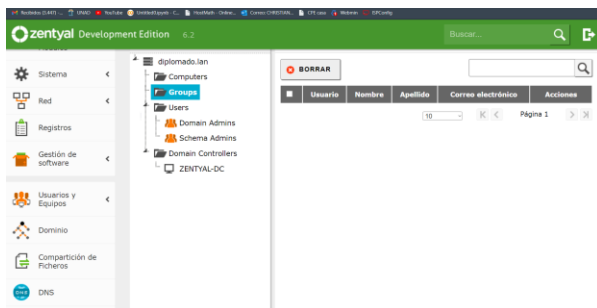 YouTube
zentyal Development Edition 6.2
Buscar...
Sistema
Red
Registros
Gestión de
software
Usuarios y
Equipos
Dominio
Compartición de
Ficheros
DNS
diplomado.lan
Computers
Groups
Users
Domain Admins
Schema Admins
Domain Controllers
ZENTYAL-DC
BORRAR
Usuario Nombre Apellido Correo electrónico Acciones
10 Página 1